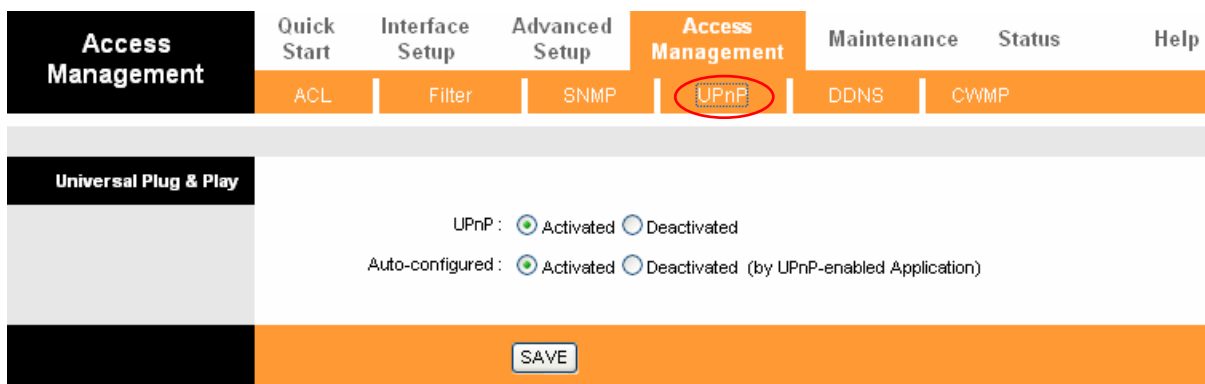 Access Management
Quick Start
Interface Setup
Advanced Setup
Access Management
Maintenance
Status
Help
ACL
Filter
SNMP
UPnP
DDNS
CWMP
Universal Plug & Play
UPnP : Activated Deactivated
Auto-configured : Activated Deactivated (by UPnP-enabled Application)
SAVE